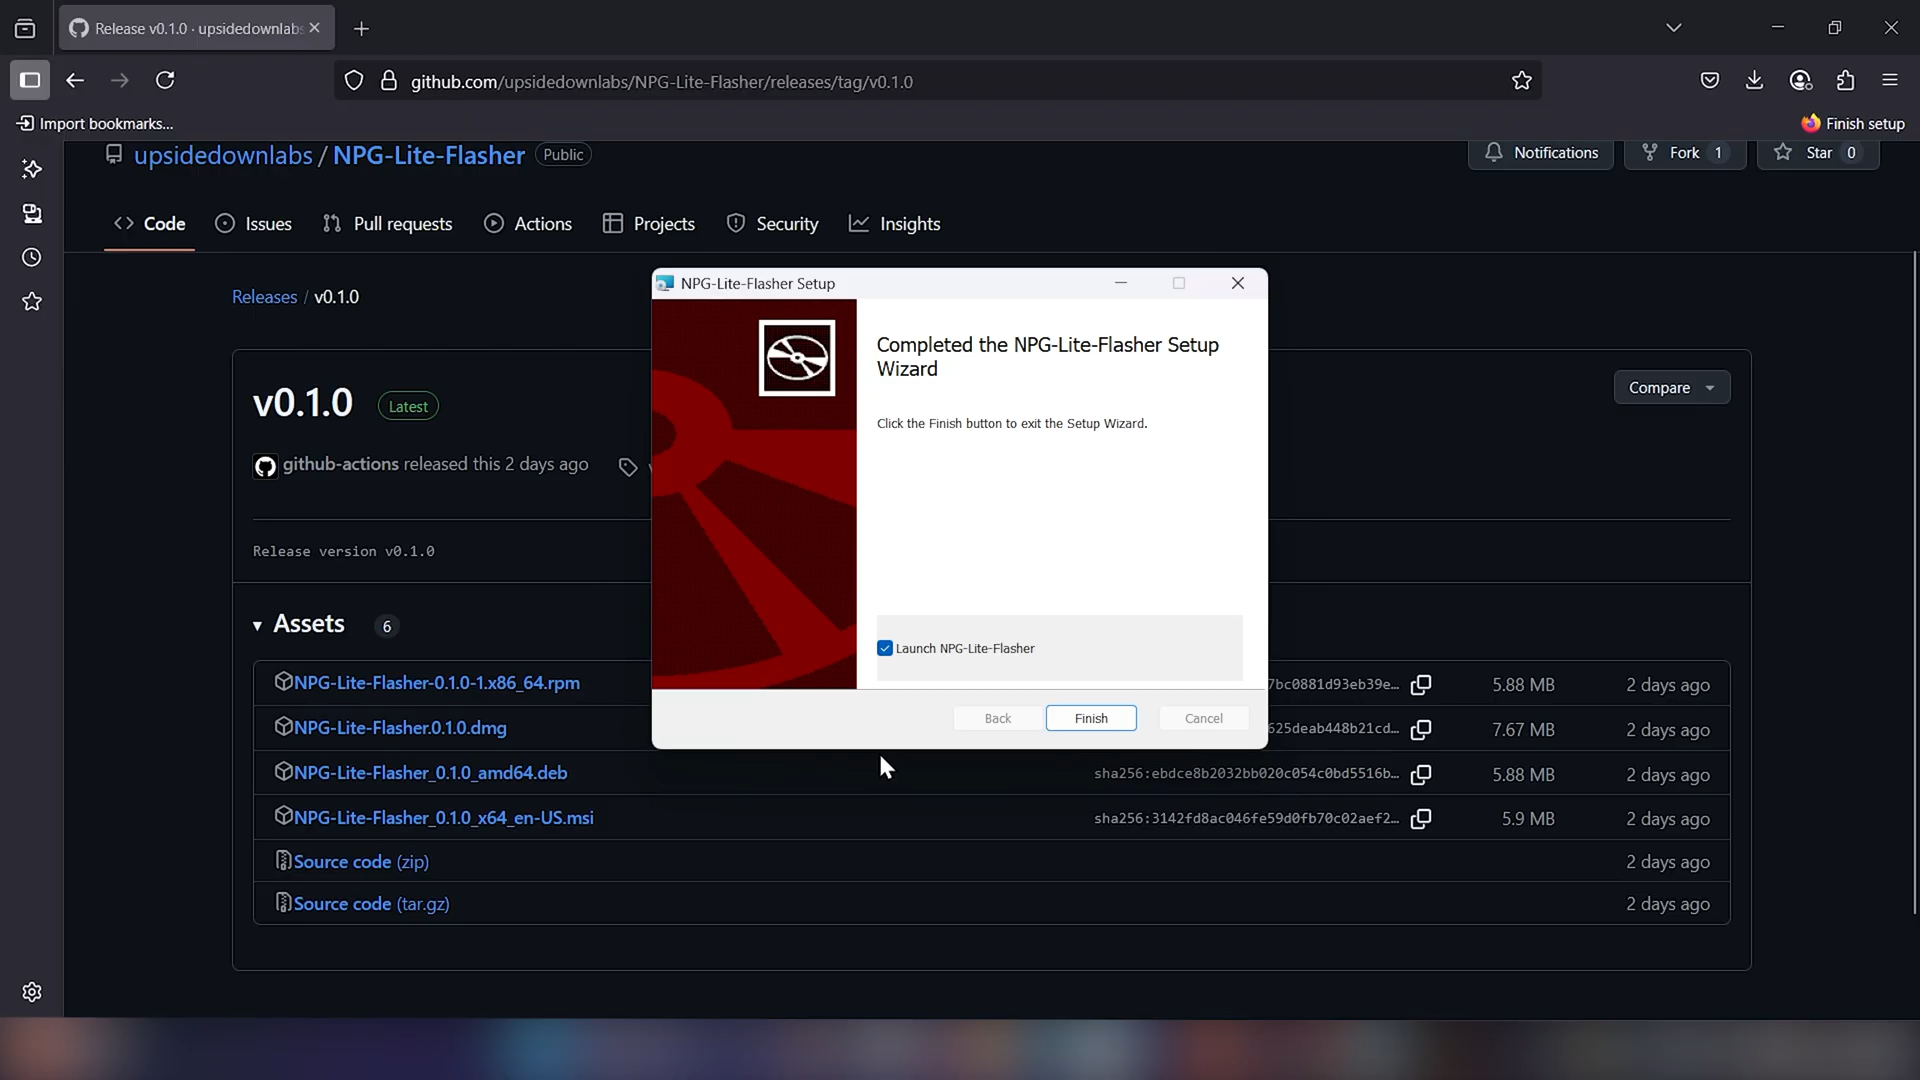 Release v0.1.0 · upsidedownlabs
github.com/upsidedownlabs/NPG-Lite-Flasher/releases/tag/v0.1.0
Import bookmarks...
Finish setup
upsidedownlabs / NPG-Lite-Flasher Public
Notifications
Fork 1
Star 0
Code
Issues
Pull requests
Actions
Projects
Security
Insights
Releases / v0.1.0
v0.1.0 Latest
Compare
github-actions released this 2 days ago
Release version v0.1.0
Assets 6
NPG-Lite-Flasher-0.1.0-1.x86_64.rpm
7bc0881d93eb39e…
5.88 MB
2 days ago
NPG-Lite-Flasher.0.1.0.dmg
625deab448b21cd…
7.67 MB
2 days ago
NPG-Lite-Flasher_0.1.0_amd64.deb
sha256:ebdce8b2032bb020c054c0bd5516b…
5.88 MB
2 days ago
NPG-Lite-Flasher_0.1.0_x64_en-US.msi
sha256:3142fd8ac046fe59d0fb70c02aef2…
5.9 MB
2 days ago
Source code (zip)
2 days ago
Source code (tar.gz)
2 days ago
NPG-Lite-Flasher Setup
Completed the NPG-Lite-Flasher Setup
Wizard
Click the Finish button to exit the Setup Wizard.
Launch NPG-Lite-Flasher
Back
Finish
Cancel